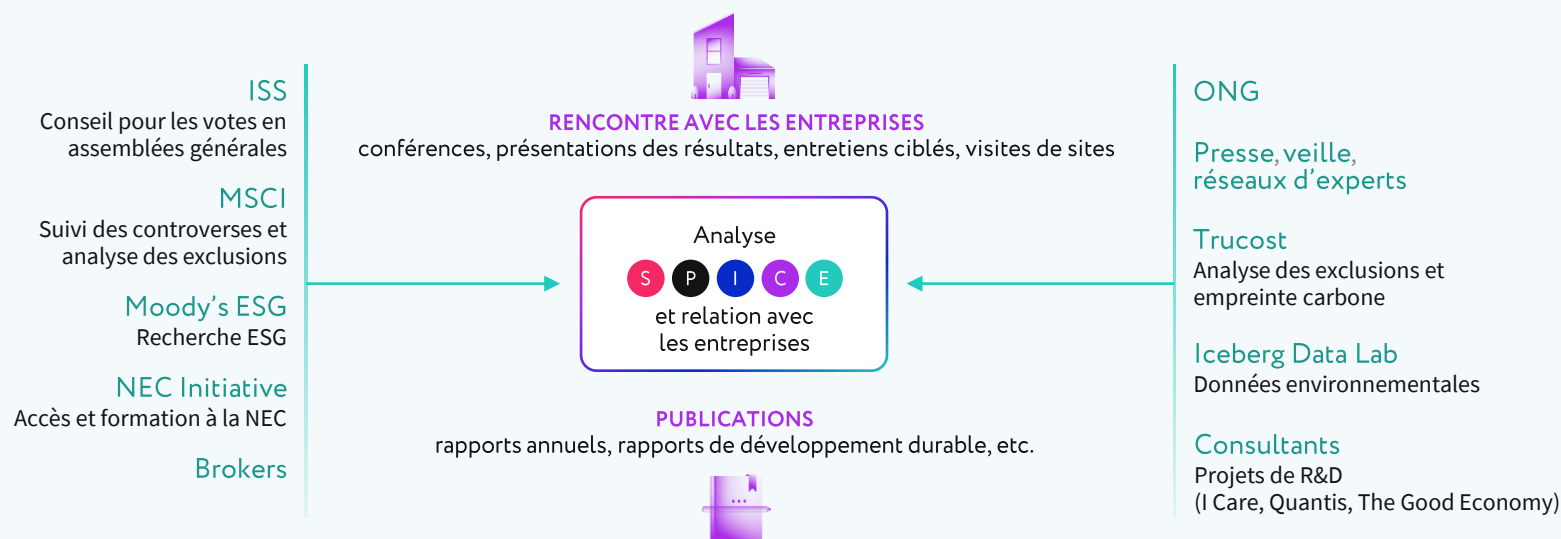 ISS
Conseil pour les votes en
assemblées générales
MSCI
Suivi des controverses et
analyse des exclusions
Moody's ESG
Recherche ESG
NEC Initiative
Accès et formation à la NEC
Brokers
RENCONTRE AVEC LES ENTREPRISES
conférences, présentations des résultats, entretiens ciblés, visites de sites
Analyse
S P I C E
et relation avec
les entreprises
PUBLICATIONS
rapports annuels, rapports de développement durable, etc.
ONG
Presse, veille,
réseaux d'experts
Trucost
Analyse des exclusions et
empreinte carbone
Iceberg Data Lab
Données environnementales
Consultants
Projets de R&D
(I Care, Quantis, The Good Economy)